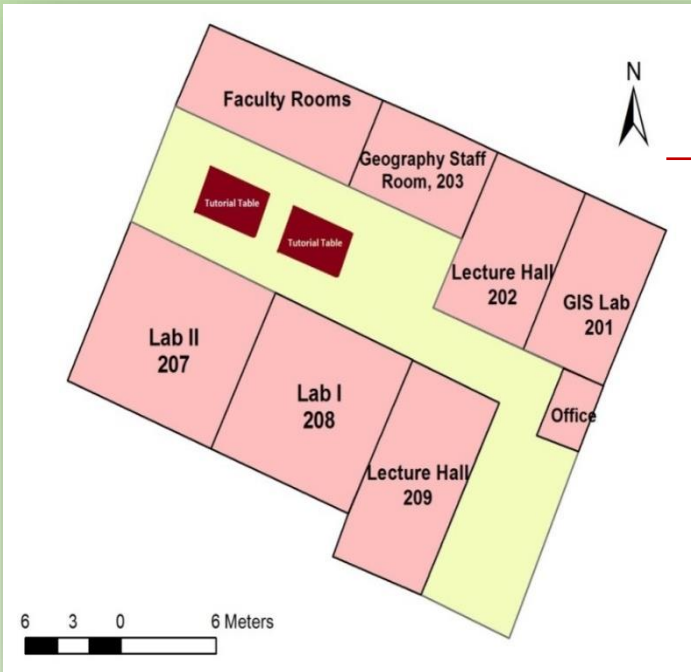 N
Faculty Rooms
Geography Staff
Room, 203
Tutorial Table
Tutorial Table
Lecture Hall
202
GIS Lab
201
Lab II
207
Lab I
208
Office
Lecture Hall
209
6 3 0 6 Meters